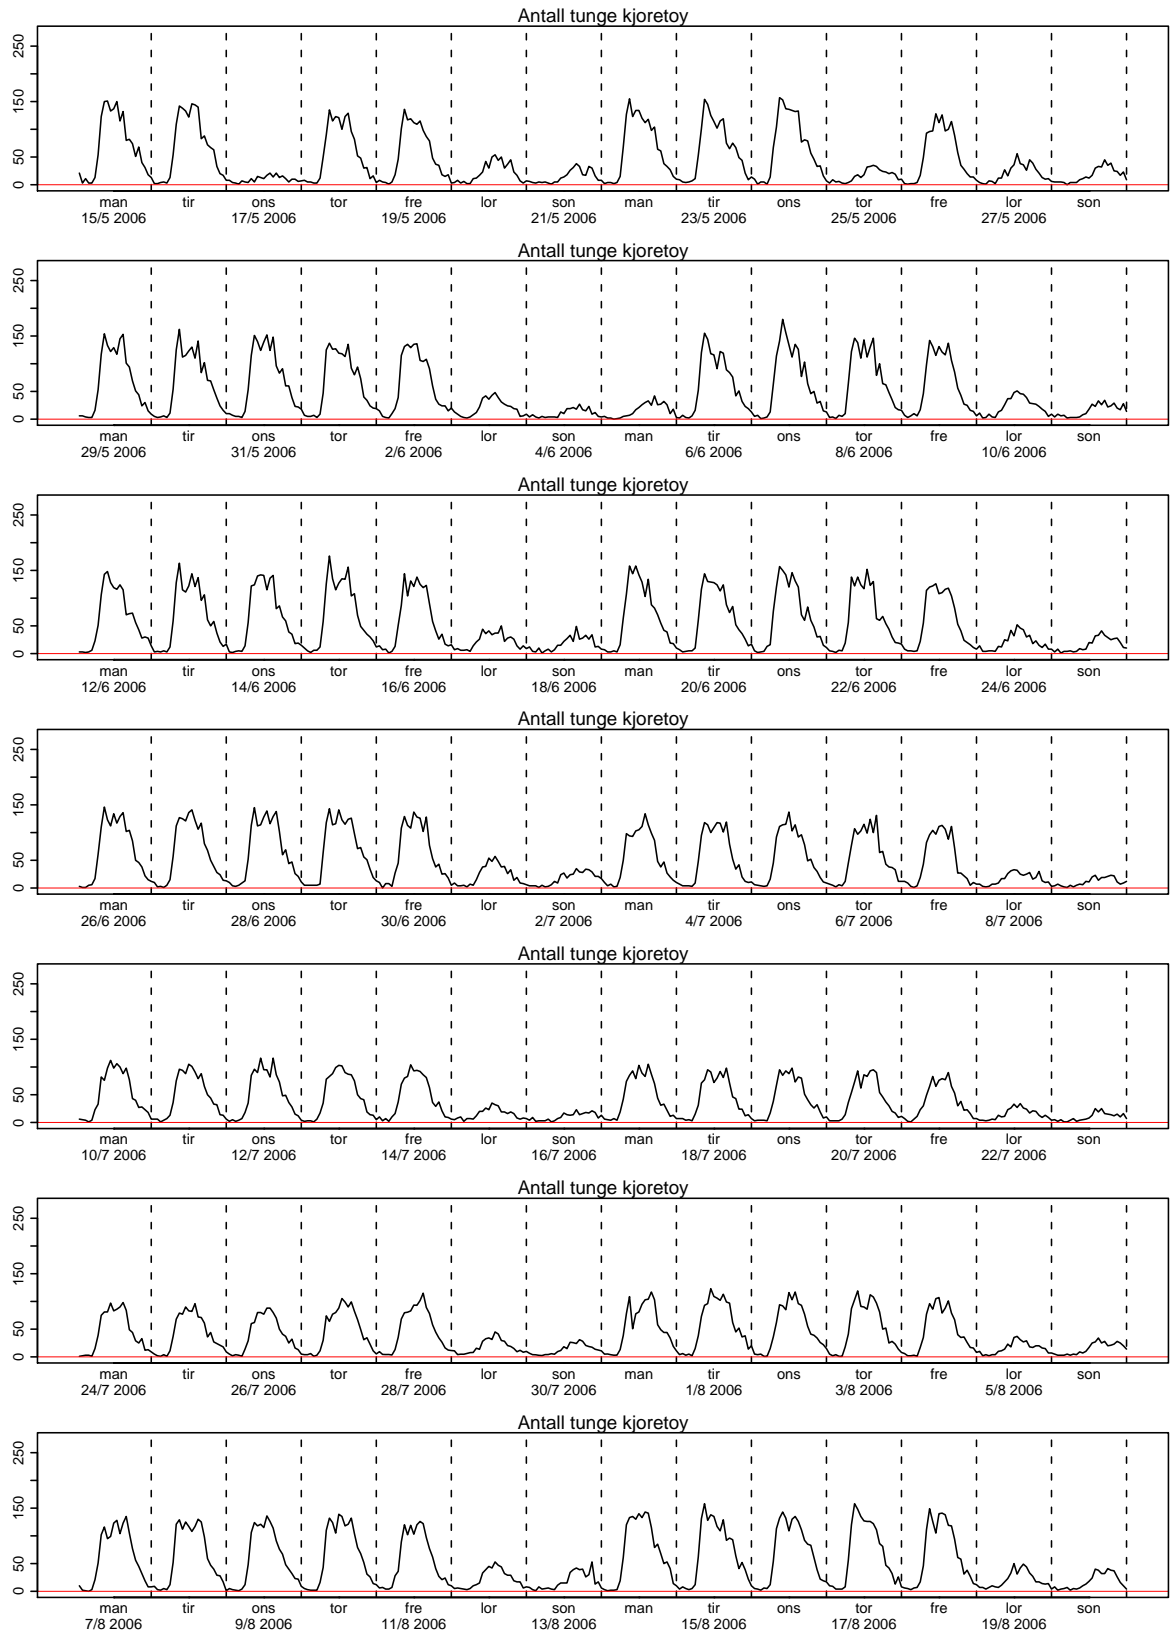 Antall tunge kjoretoy
250
150
50
0
man tir ons tor fre lor son man tir ons tor fre lor son
15/5 2006 17/5 2006 19/5 2006 21/5 2006 23/5 2006 25/5 2006 27/5 2006
Antall tunge kjoretoy
250
150
50
0
man tir ons tor fre lor son man tir ons tor fre lor son
29/5 2006 31/5 2006 2/6 2006 4/6 2006 6/6 2006 8/6 2006 10/6 2006
Antall tunge kjoretoy
250
150
50
0
man tir ons tor fre lor son man tir ons tor fre lor son
12/6 2006 14/6 2006 16/6 2006 18/6 2006 20/6 2006 22/6 2006 24/6 2006
Antall tunge kjoretoy
250
150
50
0
man tir ons tor fre lor son man tir ons tor fre lor son
26/6 2006 28/6 2006 30/6 2006 2/7 2006 4/7 2006 6/7 2006 8/7 2006
Antall tunge kjoretoy
250
150
50
0
man tir ons tor fre lor son man tir ons tor fre lor son
10/7 2006 12/7 2006 14/7 2006 16/7 2006 18/7 2006 20/7 2006 22/7 2006
Antall tunge kjoretoy
250
150
50
0
man tir ons tor fre lor son man tir ons tor fre lor son
24/7 2006 26/7 2006 28/7 2006 30/7 2006 1/8 2006 3/8 2006 5/8 2006
Antall tunge kjoretoy
250
150
50
0
man tir ons tor fre lor son man tir ons tor fre lor son
7/8 2006 9/8 2006 11/8 2006 13/8 2006 15/8 2006 17/8 2006 19/8 2006